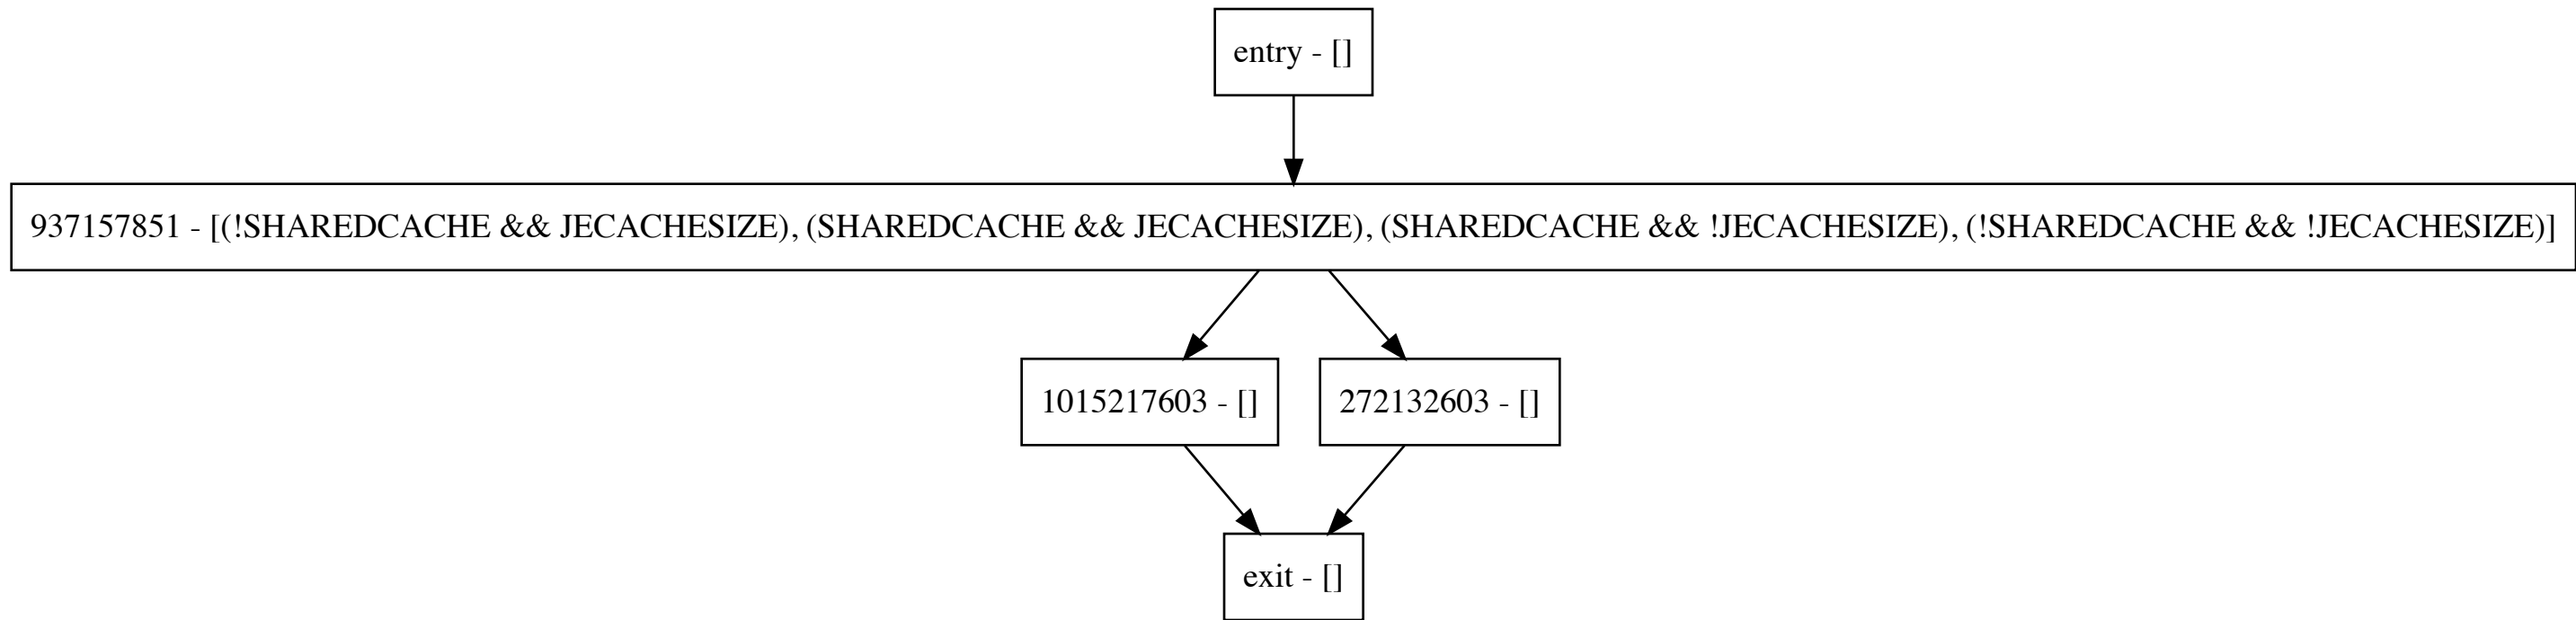 entry - []
937157851 - [(!SHAREDCACHE && JECACHESIZE), (SHAREDCACHE && JECACHESIZE), (SHAREDCACHE && !JECACHESIZE), (!SHAREDCACHE && !JECACHESIZE)]
1015217603 - []
272132603 - []
exit - []